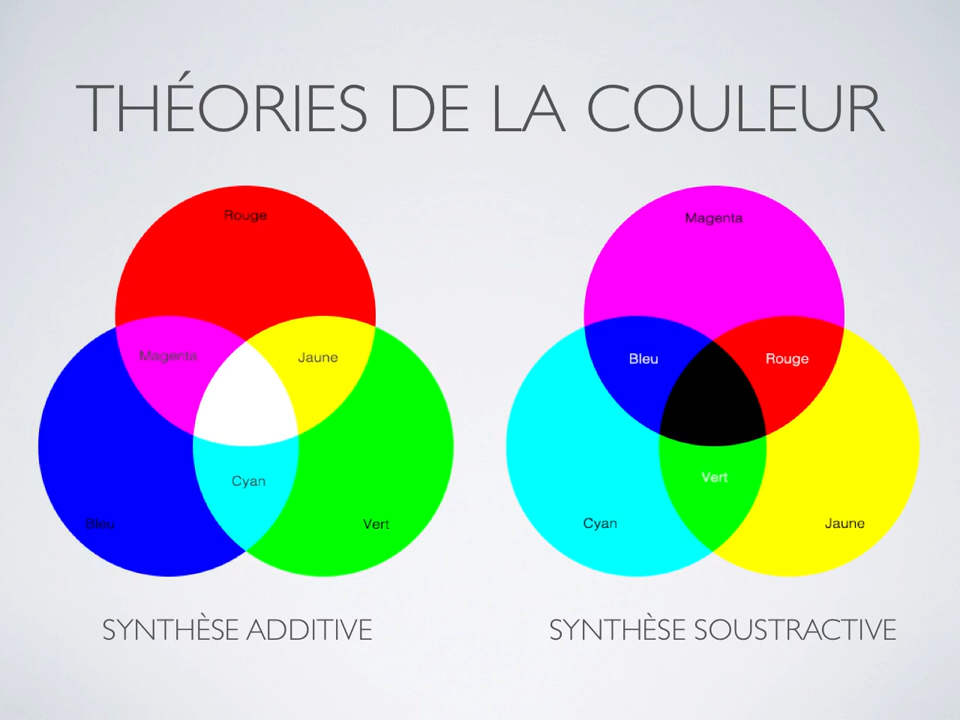 THÉORIES DE LA COULEUR
Rouge
Magenta
Jaune
Cyan
Bleu
Vert
SYNTHÈSE ADDITIVE
Magenta
Bleu
Rouge
Vert
Cyan
Jaune
SYNTHÈSE SOUSTRACTIVE